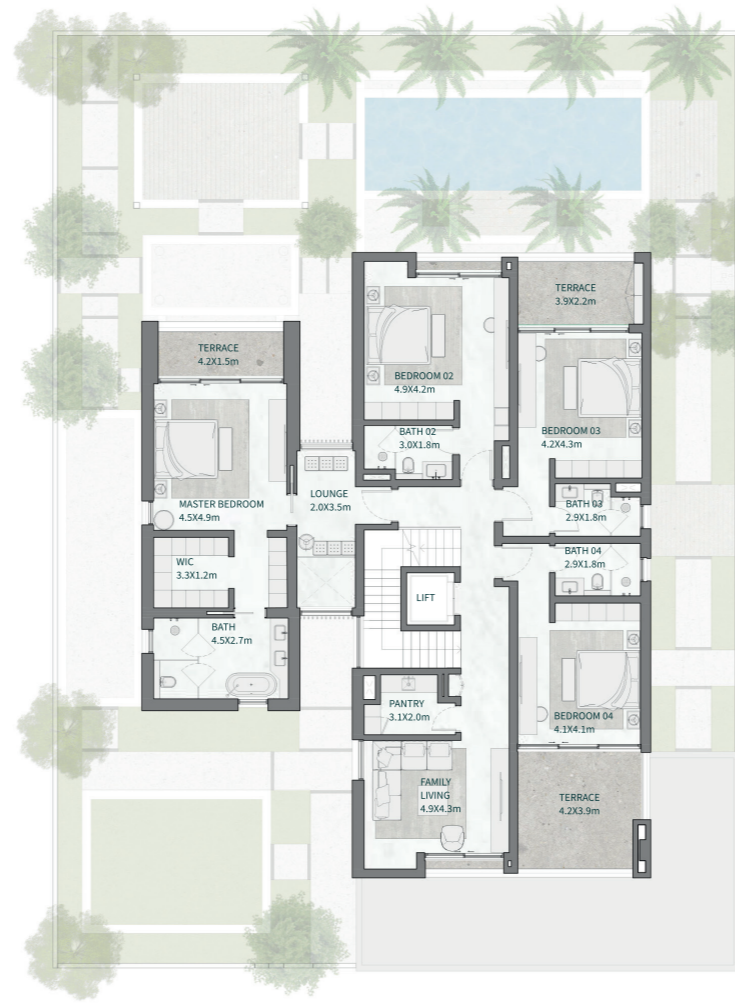 TERRACE
3.9X2.2m
TERRACE
4.2X1.5m
BEDROOM 02
4.9X4.2m
BEDROOM 03
4.2X4.3m
BATH 02
3.0X1.8m
LOUNGE
2.0X3.5m
MASTER BEDROOM
4.5X4.9m
BATH 03
2.9X1.8m
BATH 04
2.9X1.8m
WIC
3.3X1.2m
LIFT
BATH
4.5X2.7m
PANTRY
3.1X2.0m
BEDROOM 04
4.1X4.1m
FAMILY
LIVING
4.9X4.3m
TERRACE
4.2X3.9m